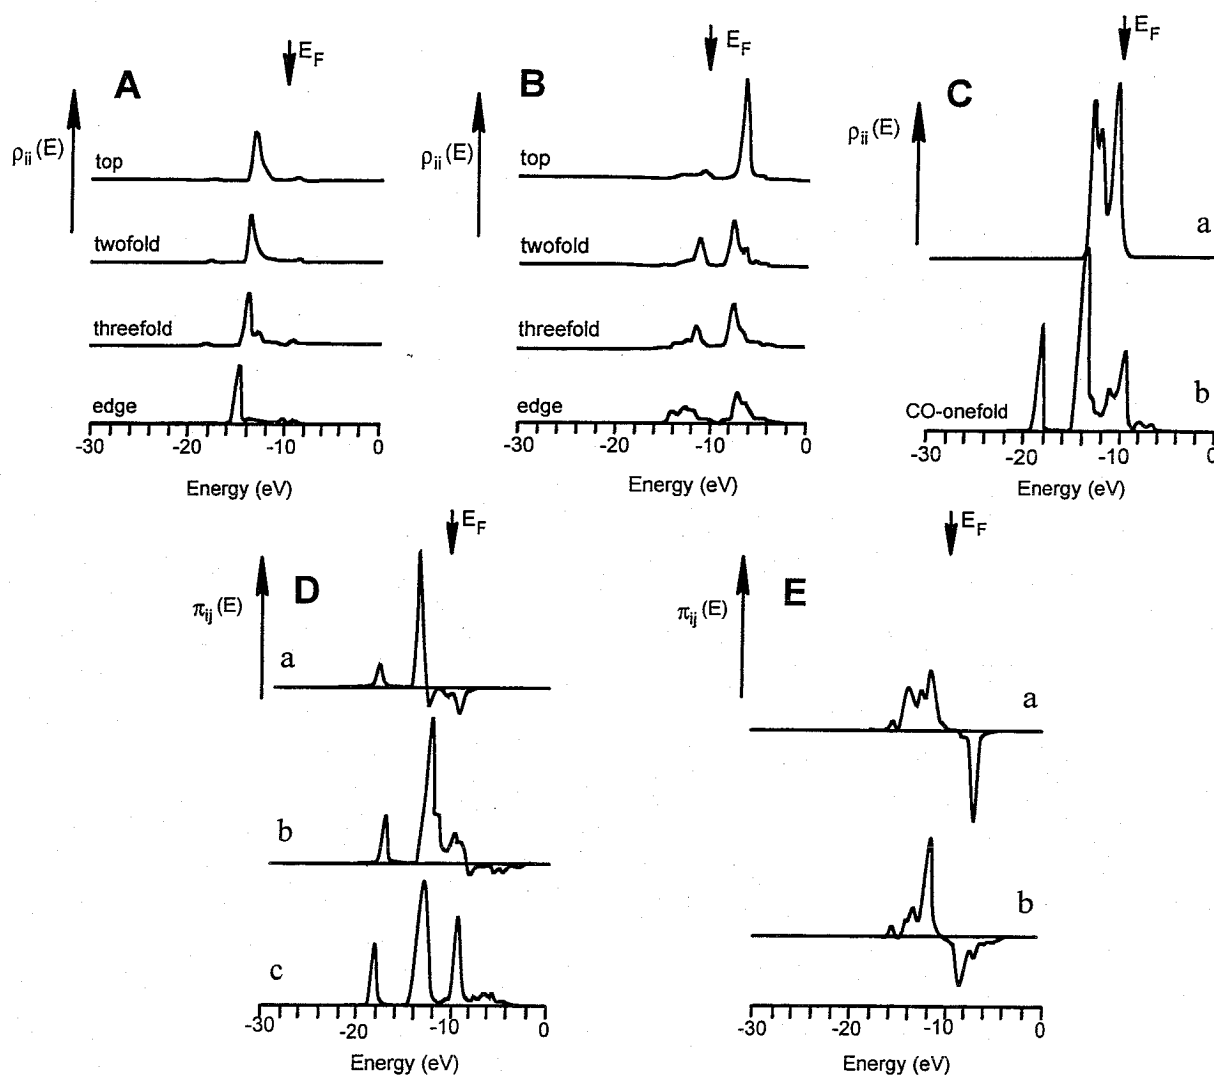 A
E_F
ρ_ii (E)
top
twofold
threefold
edge
-30 -20 -10 0
Energy (eV)
B
E_F
ρ_ii (E)
top
twofold
threefold
edge
-30 -20 -10 0
Energy (eV)
C
E_F
ρ_ii (E)
a
b
CO-onefold
-30 -20 -10 0
Energy (eV)
D
E_F
π_ij (E)
a
b
c
-30 -20 -10 0
Energy (eV)
E
E_F
π_ij (E)
a
b
-30 -20 -10 0
Energy (eV)